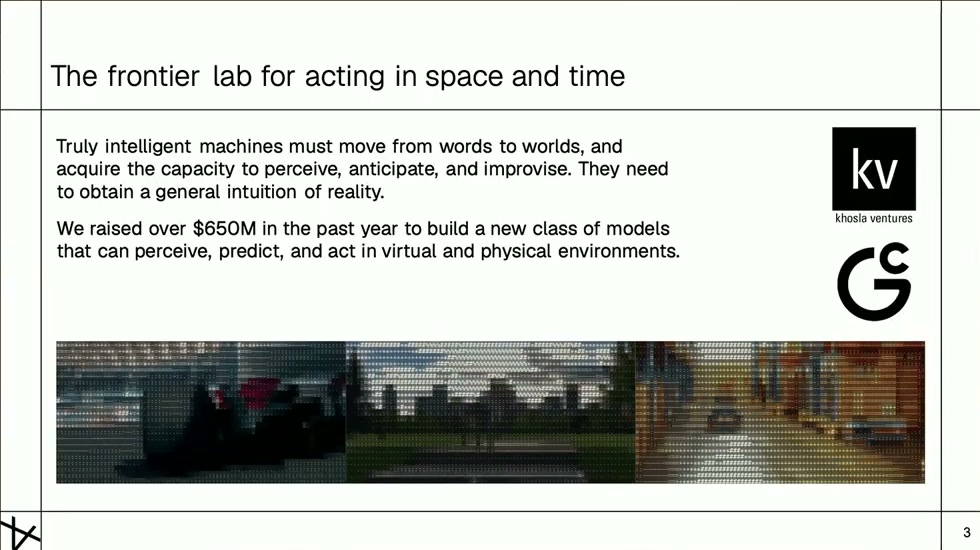 The frontier lab for acting in space and time
Truly intelligent machines must move from words to worlds, and
acquire the capacity to perceive, anticipate, and improvise. They need
to obtain a general intuition of reality.
We raised over $650M in the past year to build a new class of models
that can perceive, predict, and act in virtual and physical environments.
kv
khosla ventures
GC
3